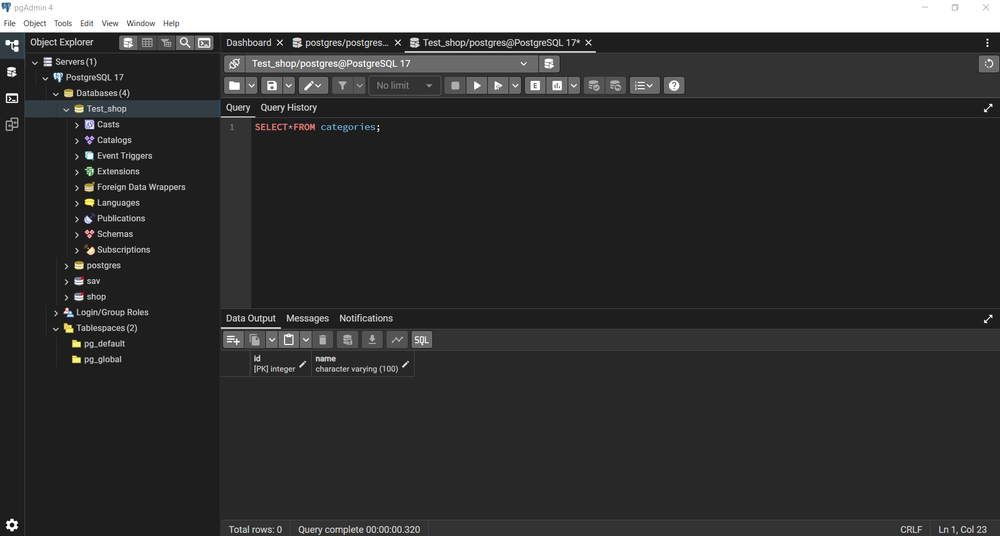 pgAdmin 4
File Object Tools Edit View Window Help
Object Explorer
Dashboard postgres/postgres... Test_shop/postgres@PostgreSQL 17*
Servers (1)
PostgreSQL 17
Databases (4)
Test_shop
Casts
Catalogs
Event Triggers
Extensions
Foreign Data Wrappers
Languages
Publications
Schemas
Subscriptions
postgres
sav
shop
Login/Group Roles
Tablespaces (2)
pg_default
pg_global
Test_shop/postgres@PostgreSQL 17
No limit E
Query Query History
1 SELECT*FROM categories;
Data Output Messages Notifications
SQL
id name
[PK] integer character varying (100)
Total rows: 0 Query complete 00:00:00.320 CRLF Ln 1, Col 23